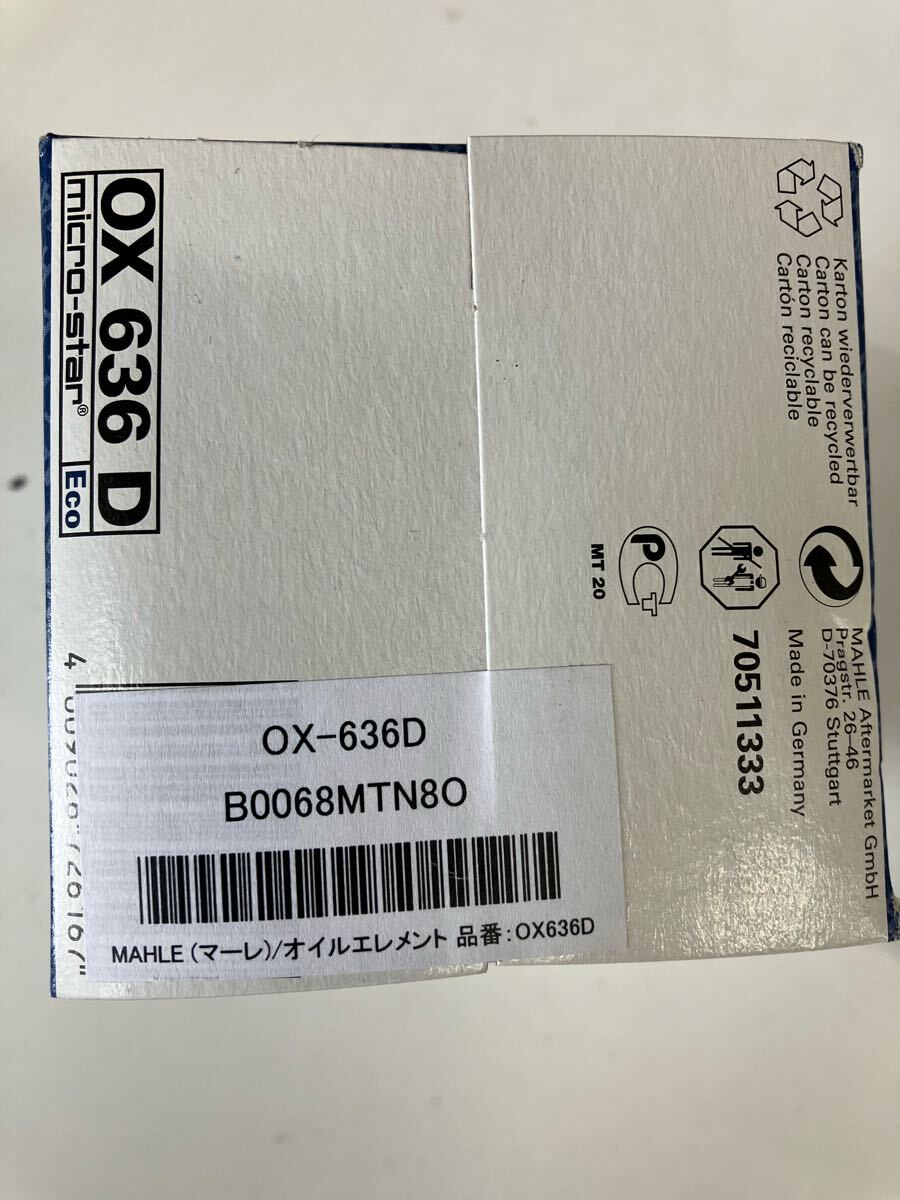 OX 636 D
micro-star® Eco
Karton wiederverwertbar
Carton can be recycled
Carton recyclable
Cartón reciclable
MT 20
70511333
Made in Germany
MAHLE Aftermarket GmbH
Pragstr. 26-46
D-70376 Stuttgart
OX-636D
B0068MTN8O
MAHLE (マーレ)/オイルエレメント 品番:OX636D